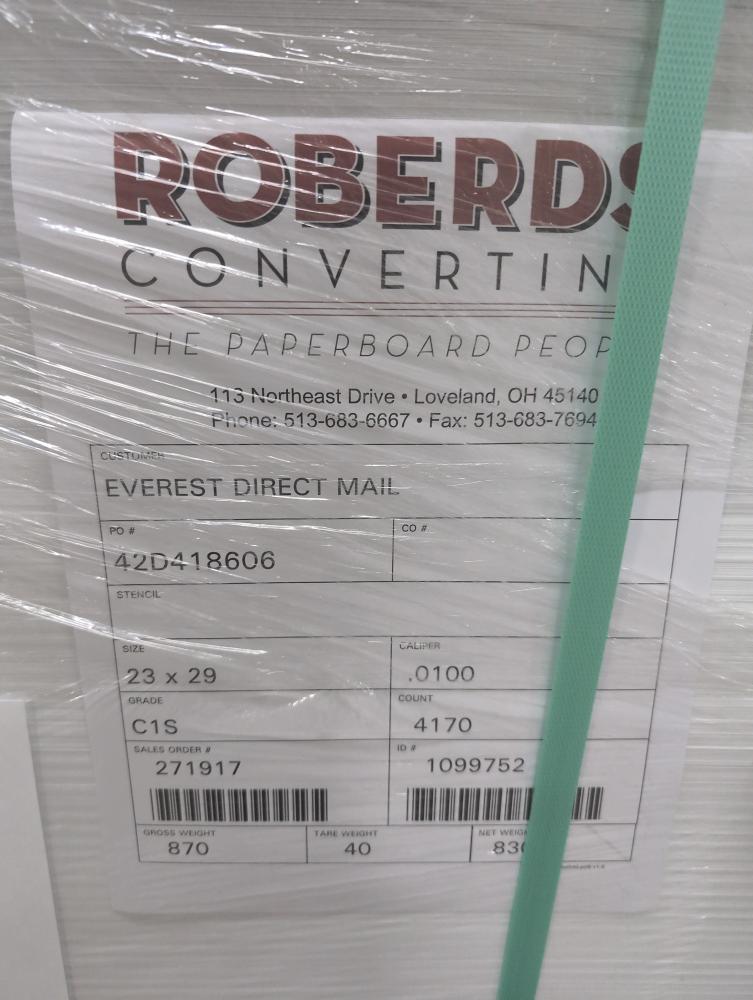 ROBERDS
CONVERTIN
THE PAPERBOARD PEOP
113 Northeast Drive • Loveland, OH 45140
Phone: 513-683-6667 • Fax: 513-683-7694
CUSTOMER
EVEREST DIRECT MAIL
PO #
CO #
42D418606
STENCIL
SIZE
CALIPER
23 x 29
.0100
GRADE
COUNT
C1S
4170
SALES ORDER #
ID #
271917
1099752
GROSS WEIGHT
TARE WEIGHT
NET WEIG
870
40
830